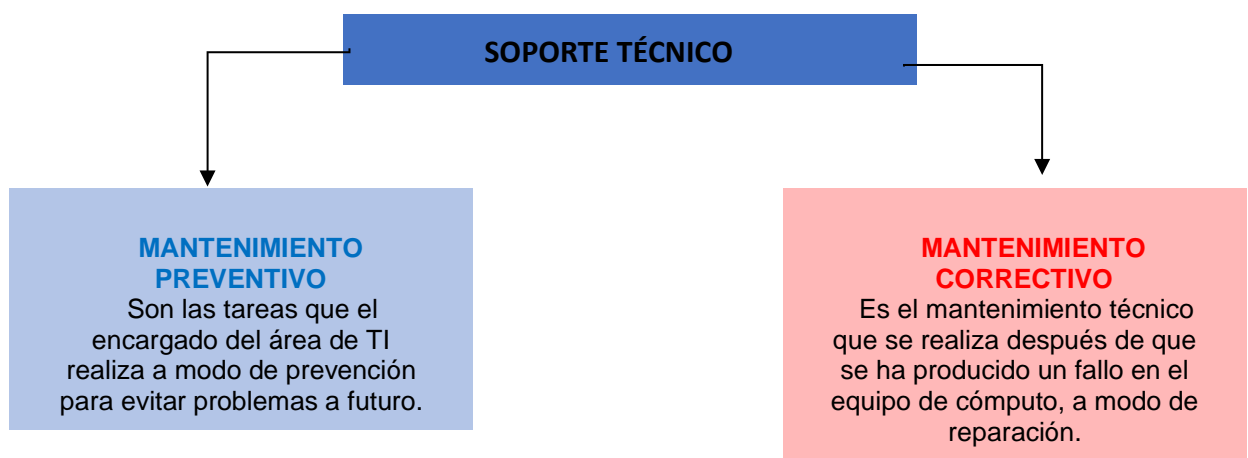 SOPORTE TÉCNICO
MANTENIMIENTO
PREVENTIVO
Son las tareas que el
encargado del área de TI
realiza a modo de prevención
para evitar problemas a futuro.
MANTENIMIENTO
CORRECTIVO
Es el mantenimiento técnico
que se realiza después de que
se ha producido un fallo en el
equipo de cómputo, a modo de
reparación.